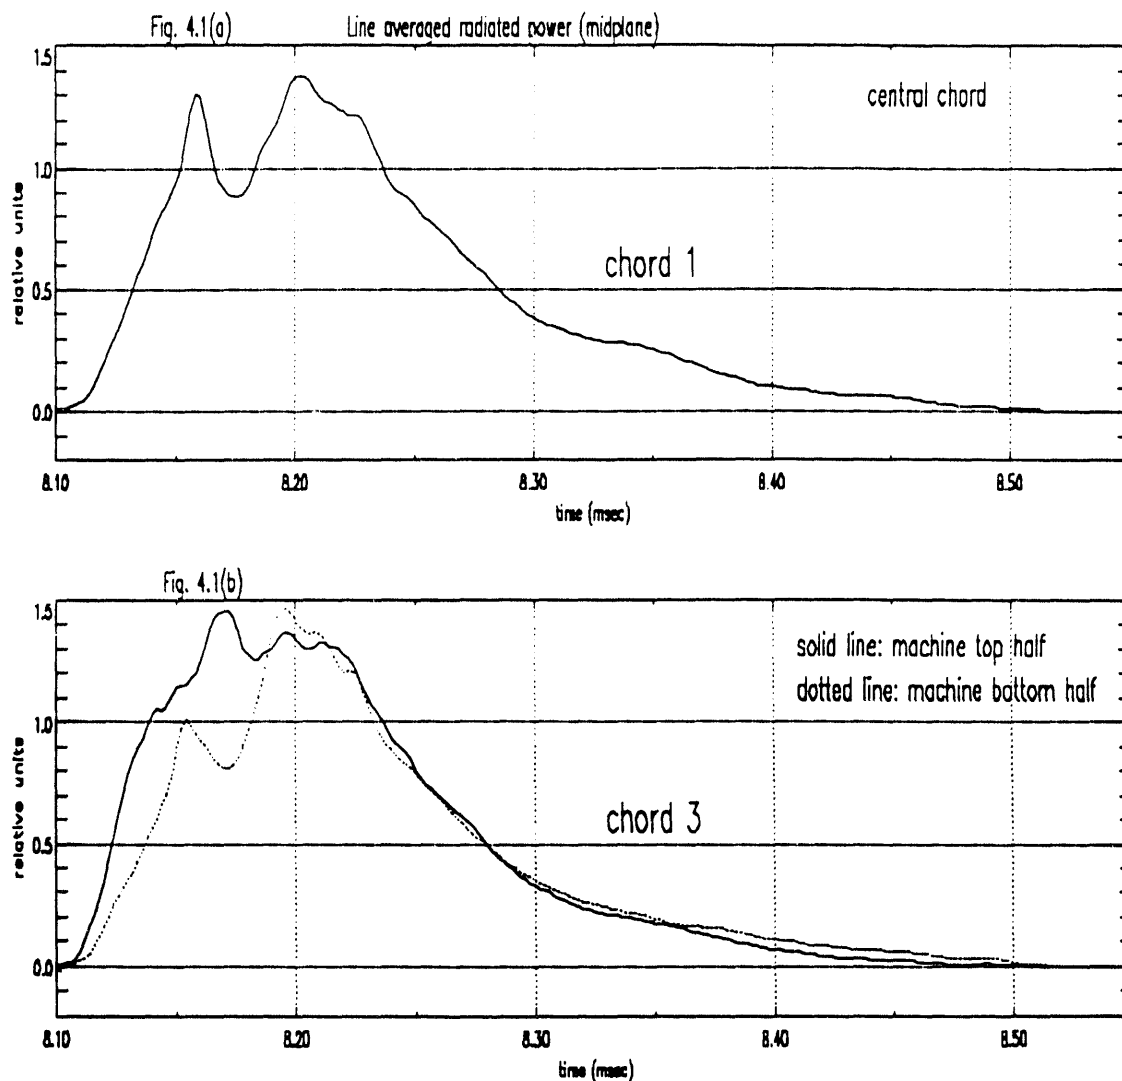 Fig. 4.1(a) Line averaged radiated power (midplane)
1.5
central chord
1.0
relative units
chord 1
0.5
0.0
8.10 8.20 8.30 8.40 8.50
time (msec)
Fig. 4.1(b)
1.5
solid line: machine top half
dotted line: machine bottom half
1.0
relative units
chord 3
0.5
0.0
8.10 8.20 8.30 8.40 8.50
time (msec)